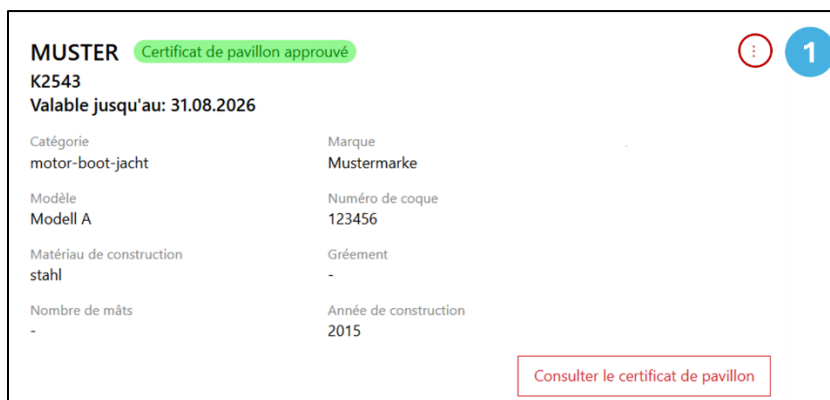 MUSTER Certificat de pavillon approuvé
1
K2543
Valable jusqu'au: 31.08.2026
Catégorie Marque
motor-boot-jacht Mustermarke
Modèle Numéro de coque
Modell A 123456
Matériau de construction Gréement
stahl -
Nombre de mâts Année de construction
- 2015
Consulter le certificat de pavillon